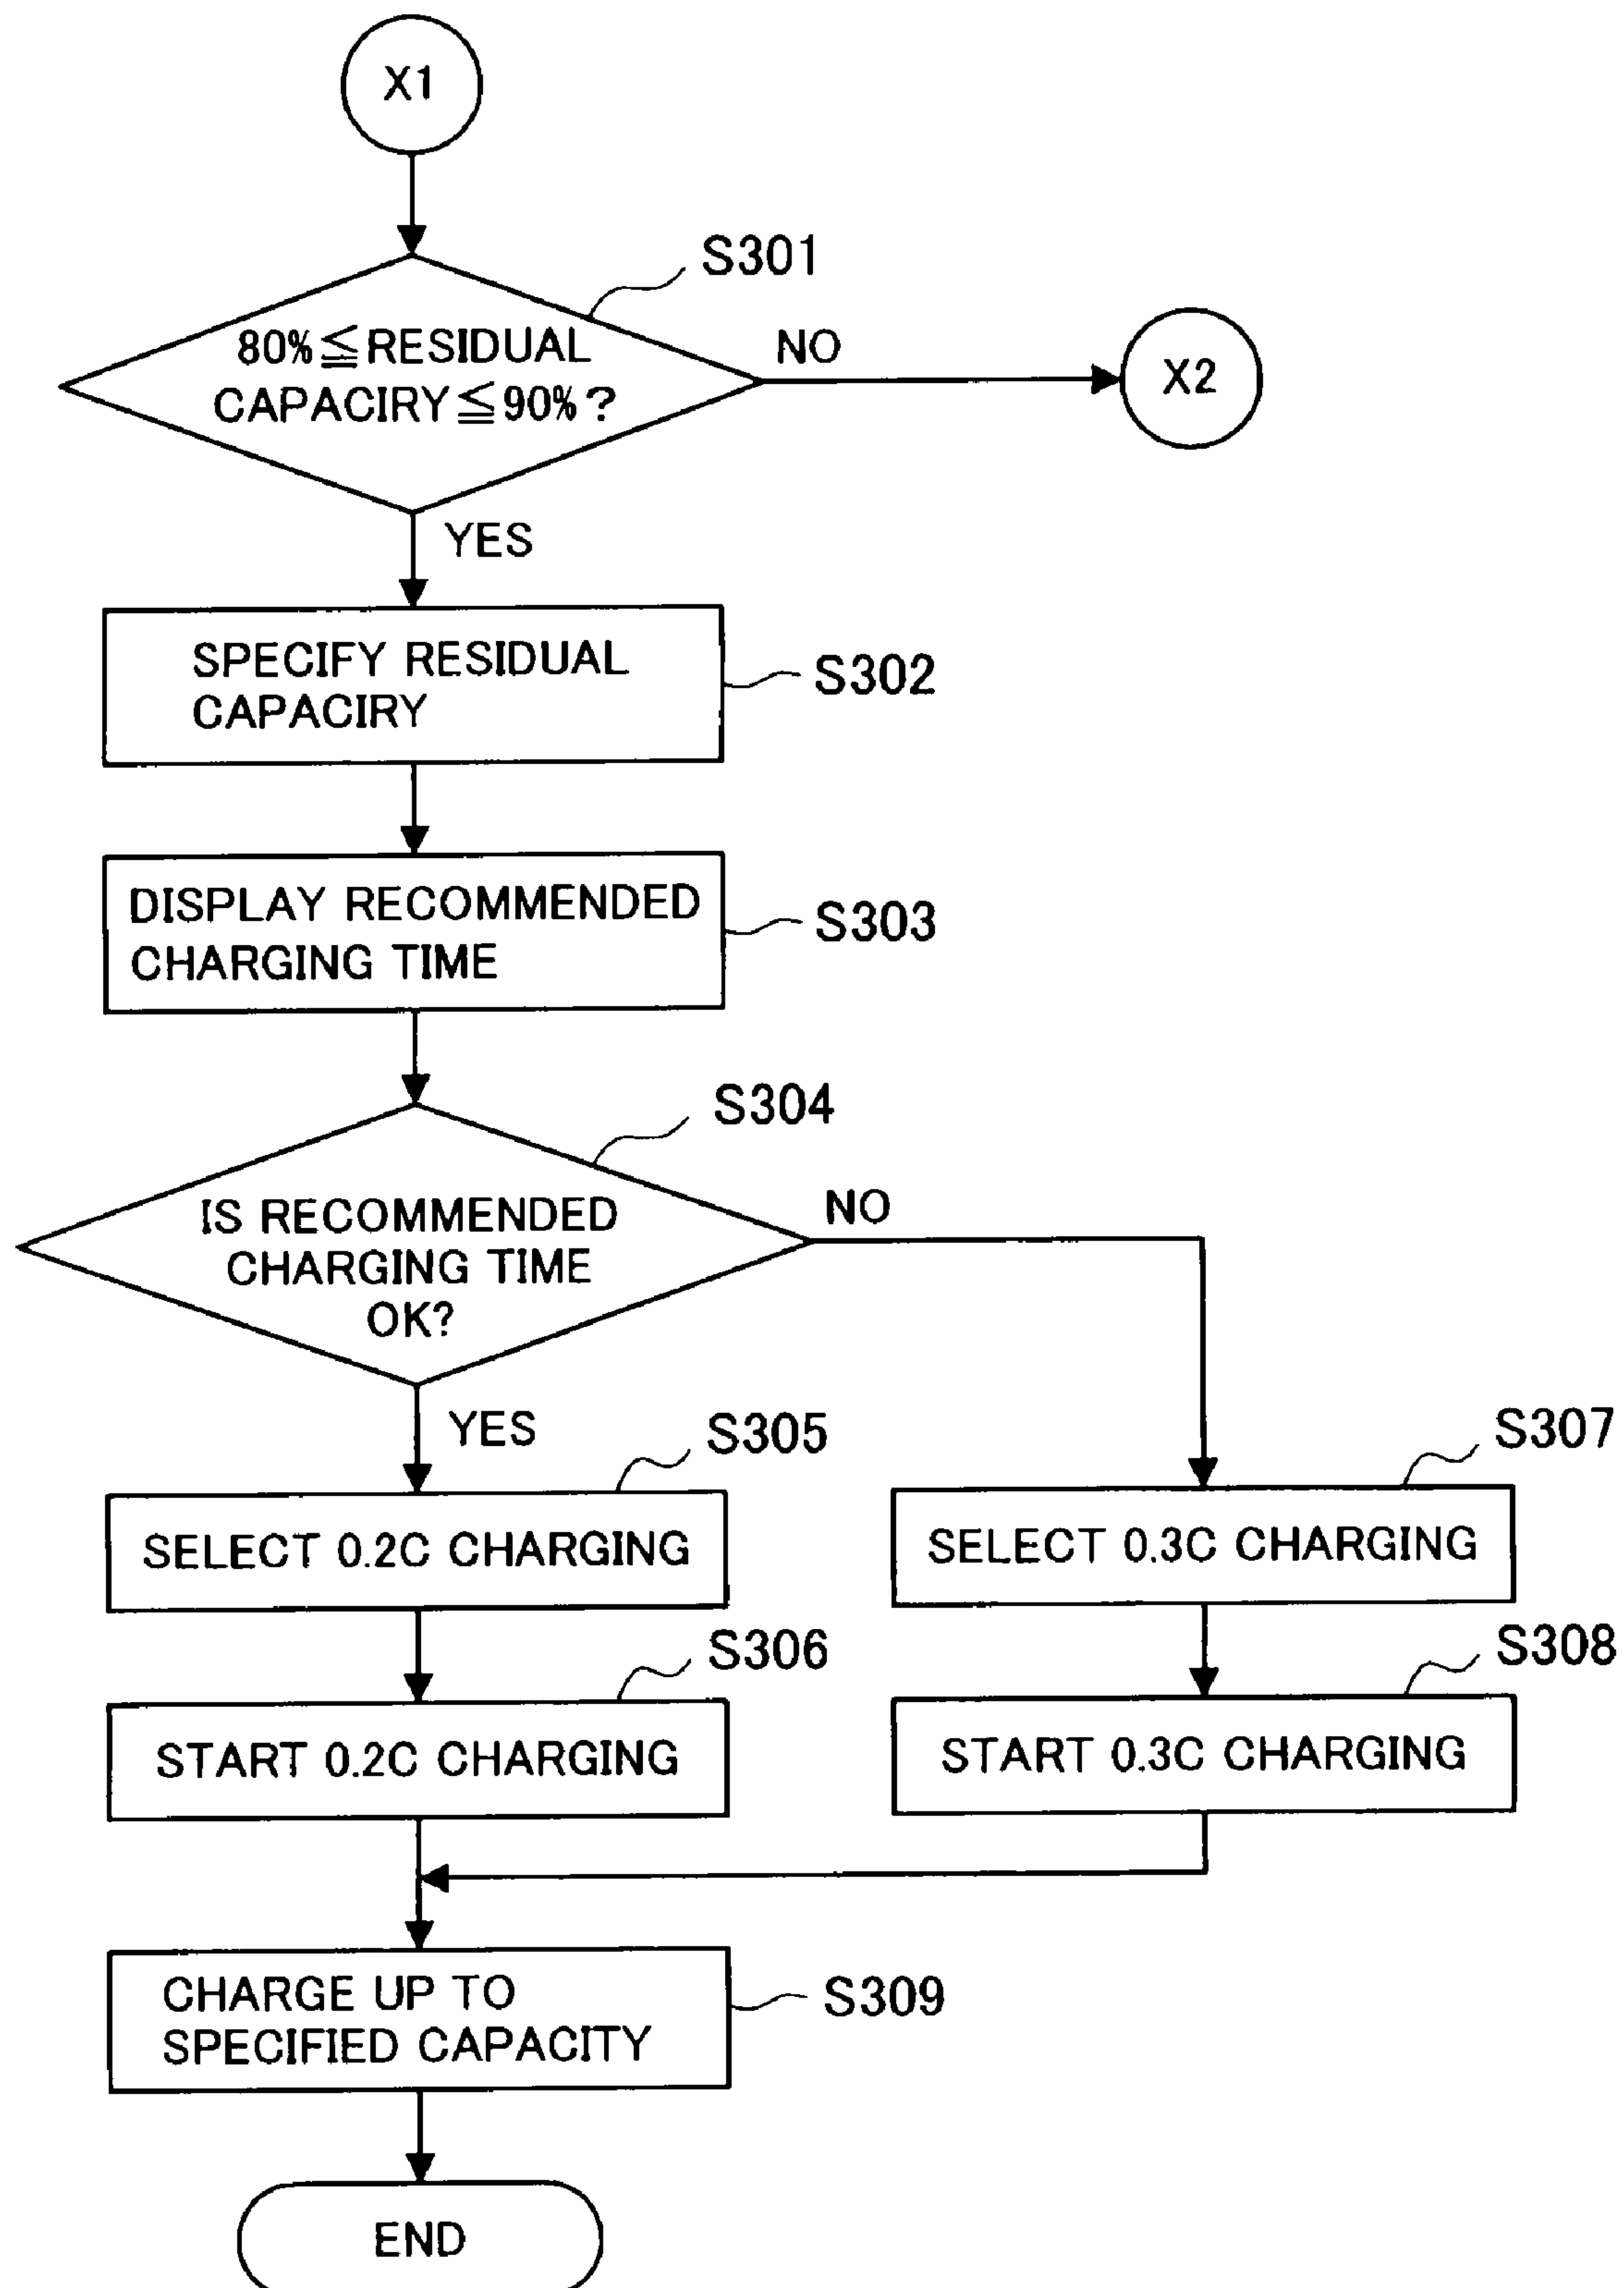 X1
S301
80%≦RESIDUAL
CAPACIRY≦90%?
NO
X2
YES
SPECIFY RESIDUAL
CAPACIRY
S302
DISPLAY RECOMMENDED
CHARGING TIME
S303
S304
IS RECOMMENDED
CHARGING TIME
OK?
NO
YES
S305
S307
SELECT 0.2C CHARGING
SELECT 0.3C CHARGING
S306
S308
START 0.2C CHARGING
START 0.3C CHARGING
CHARGE UP TO
SPECIFIED CAPACITY
S309
END